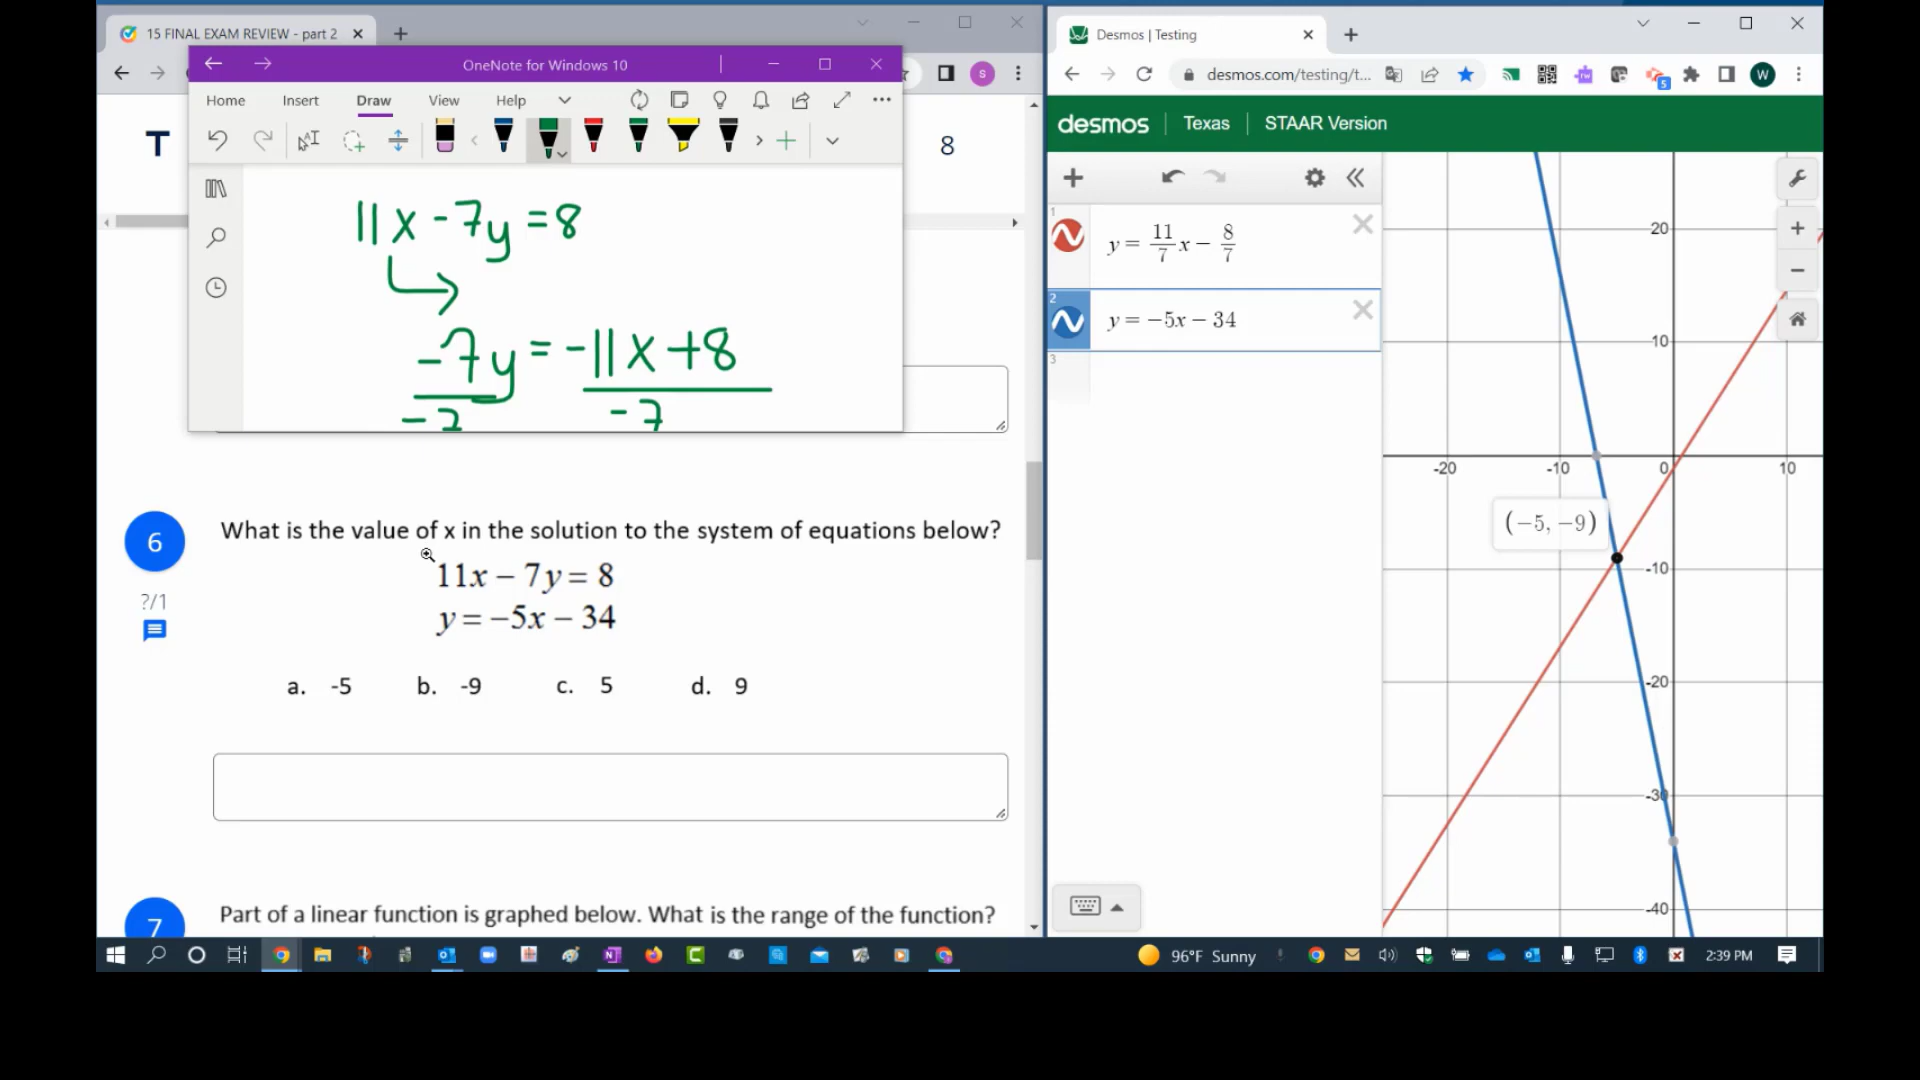 15 FINAL EXAM REVIEW - part 2
OneNote for Windows 10
Home Insert Draw View Help
T
8
11x - 7y = 8
-7y = -11x + 8
-7 -7
6
?/1
What is the value of x in the solution to the system of equations below?
11x − 7y = 8
y = −5x − 34
a. -5 b. -9 c. 5 d. 9
7
Part of a linear function is graphed below. What is the range of the function?
Desmos | Testing
desmos.com/testing/t...
5
W
S
desmos Texas STAAR Version
1
y = 11/7 x − 8/7
2
y = −5x − 34
3
20
10
-20 -10 0 10
(−5, −9)
-10
-20
-30
-40
96°F Sunny
2:39 PM